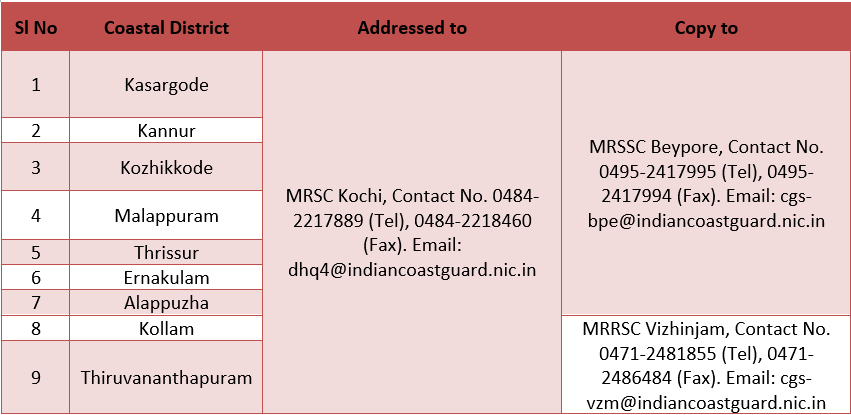 Sl No Coastal District Addressed to Copy to
1 Kasargode
2 Kannur
3 Kozhikkode
4 Malappuram
5 Thrissur
6 Ernakulam
7 Alappuzha
8 Kollam
9 Thiruvananthapuram
MRSC Kochi, Contact No. 0484-
2217889 (Tel), 0484-2218460
(Fax). Email:
dhq4@indiancoastguard.nic.in
MRSSC Beypore, Contact No.
0495-2417995 (Tel), 0495-
2417994 (Fax). Email: cgs-
bpe@indiancoastguard.nic.in
MRRSC Vizhinjam, Contact No.
0471-2481855 (Tel), 0471-
2486484 (Fax). Email: cgs-
vzm@indiancoastguard.nic.in